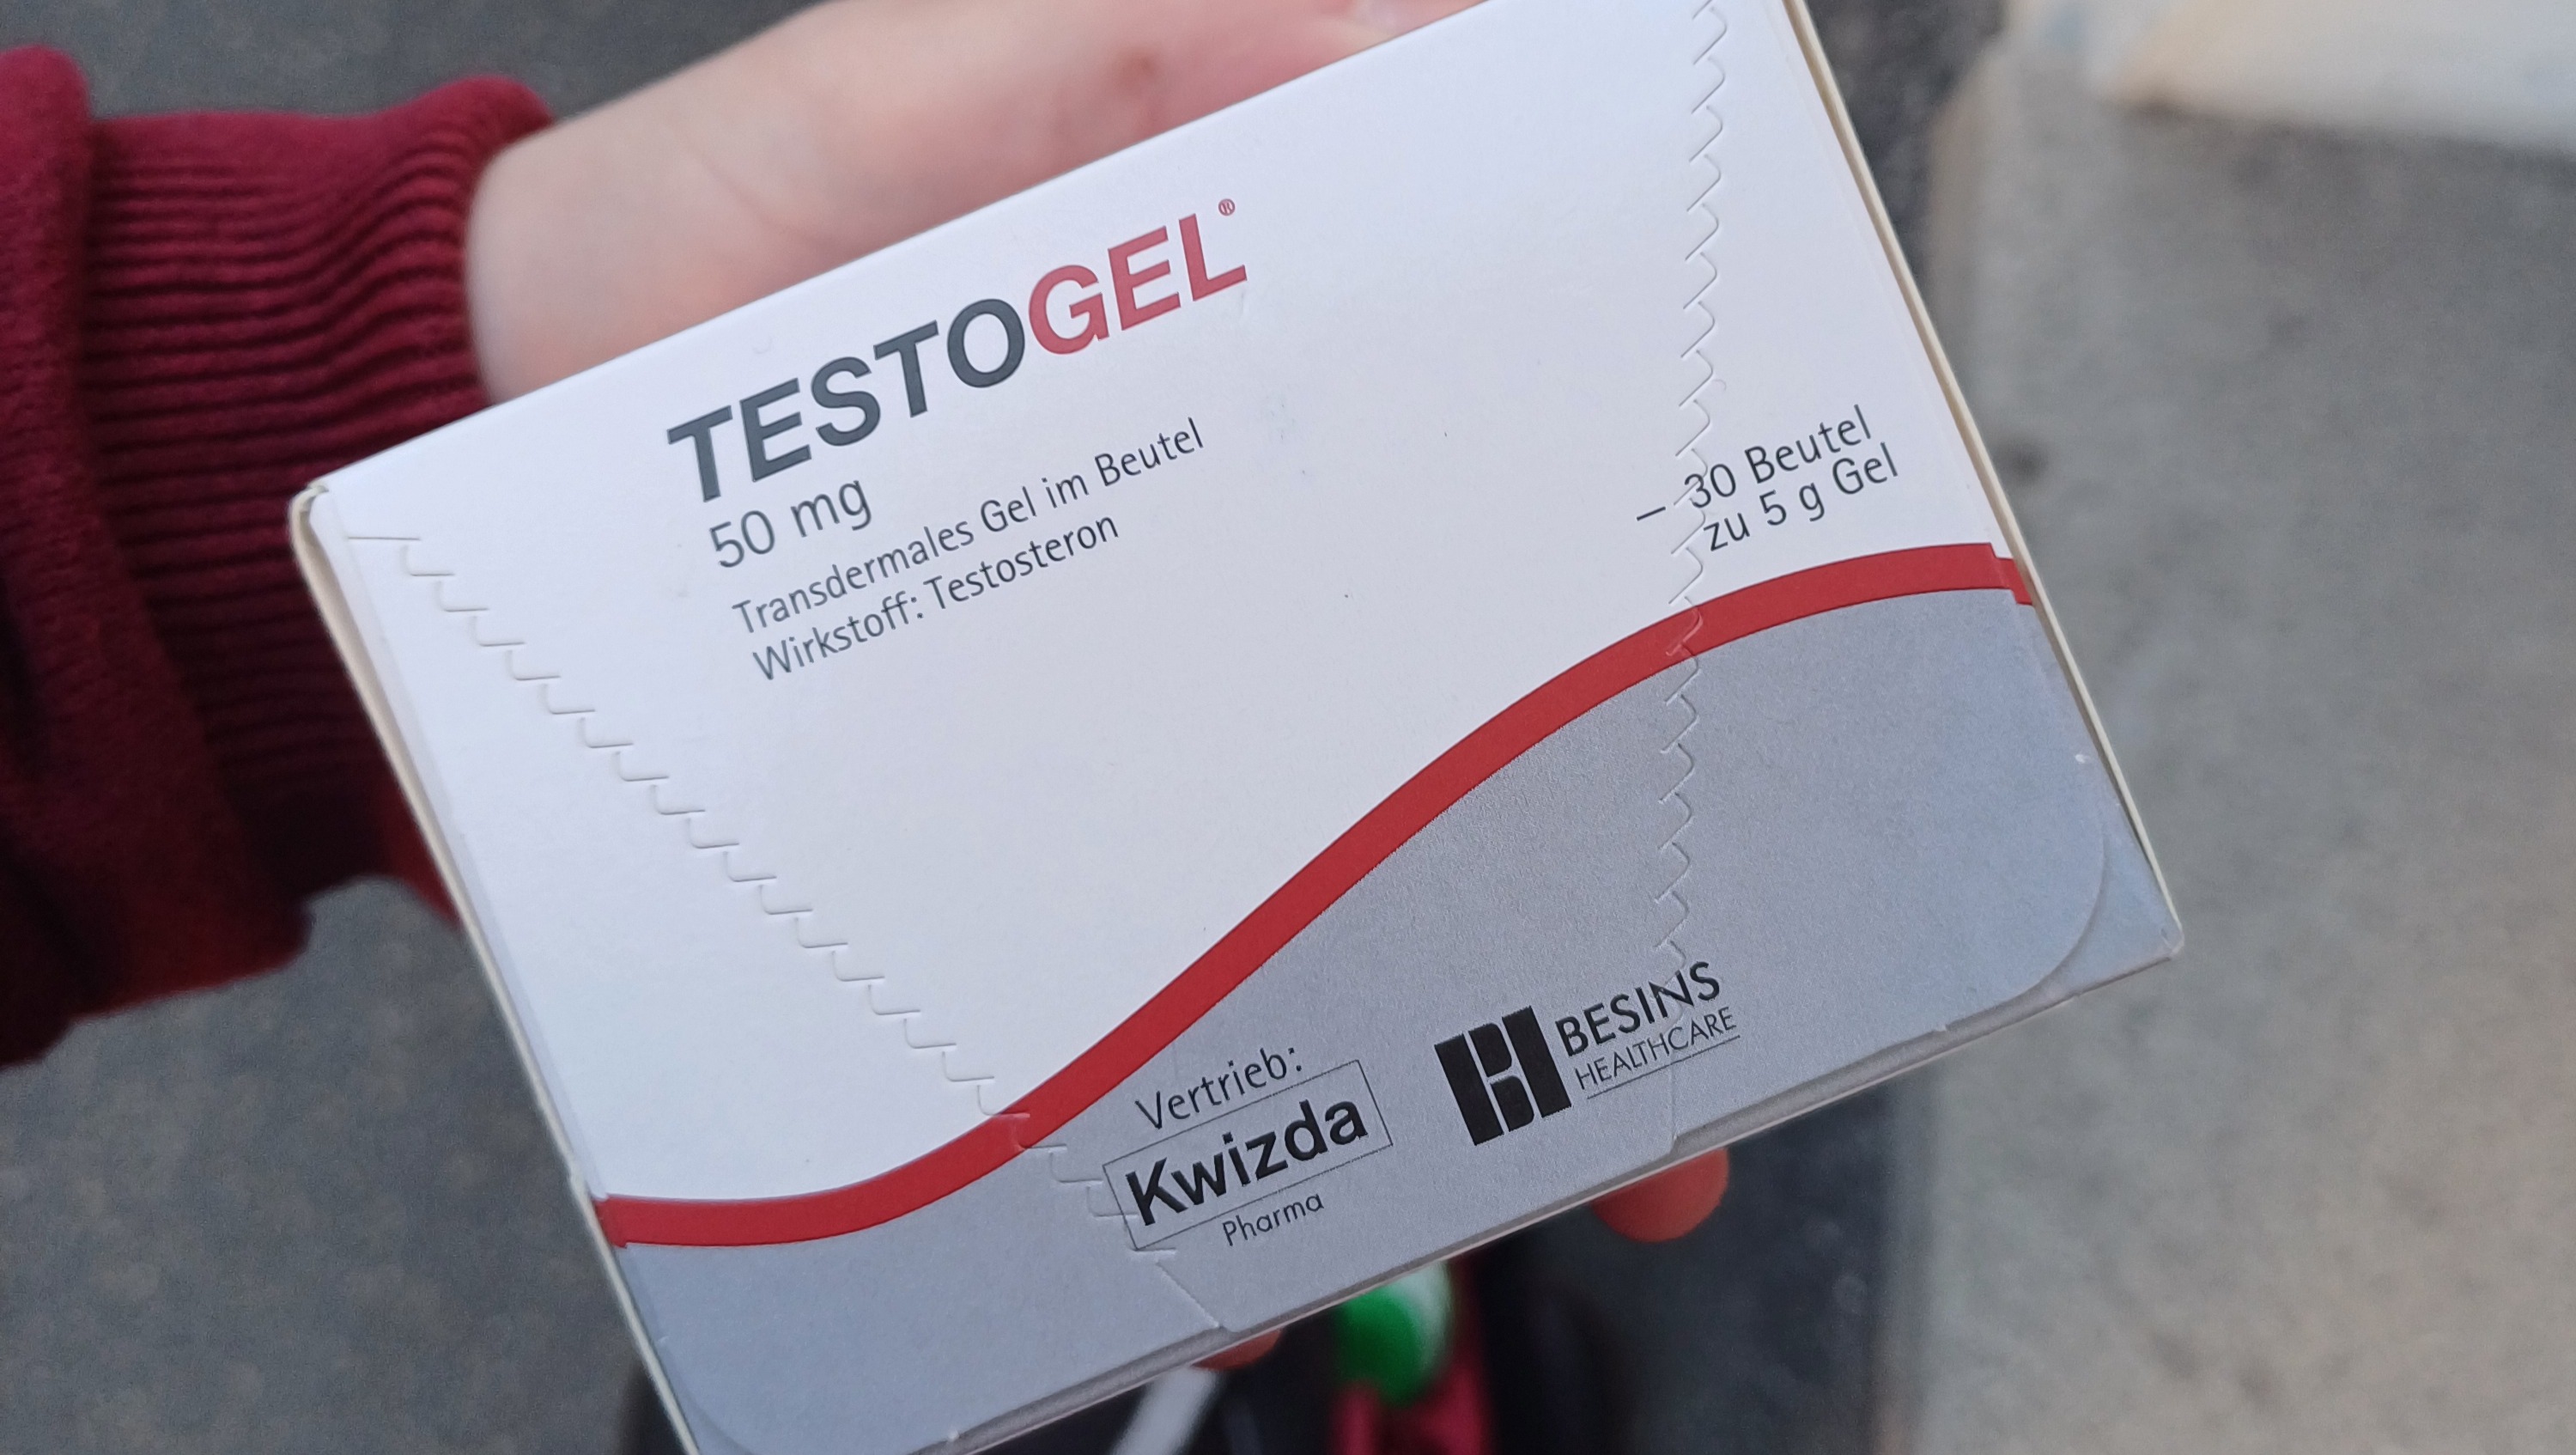 TESTOGEL®
50 mg
Transdermales Gel im Beutel
Wirkstoff: Testosteron
– 30 Beutel
zu 5 g Gel
Vertrieb:
Kwizda
Pharma
BESINS
HEALTHCARE